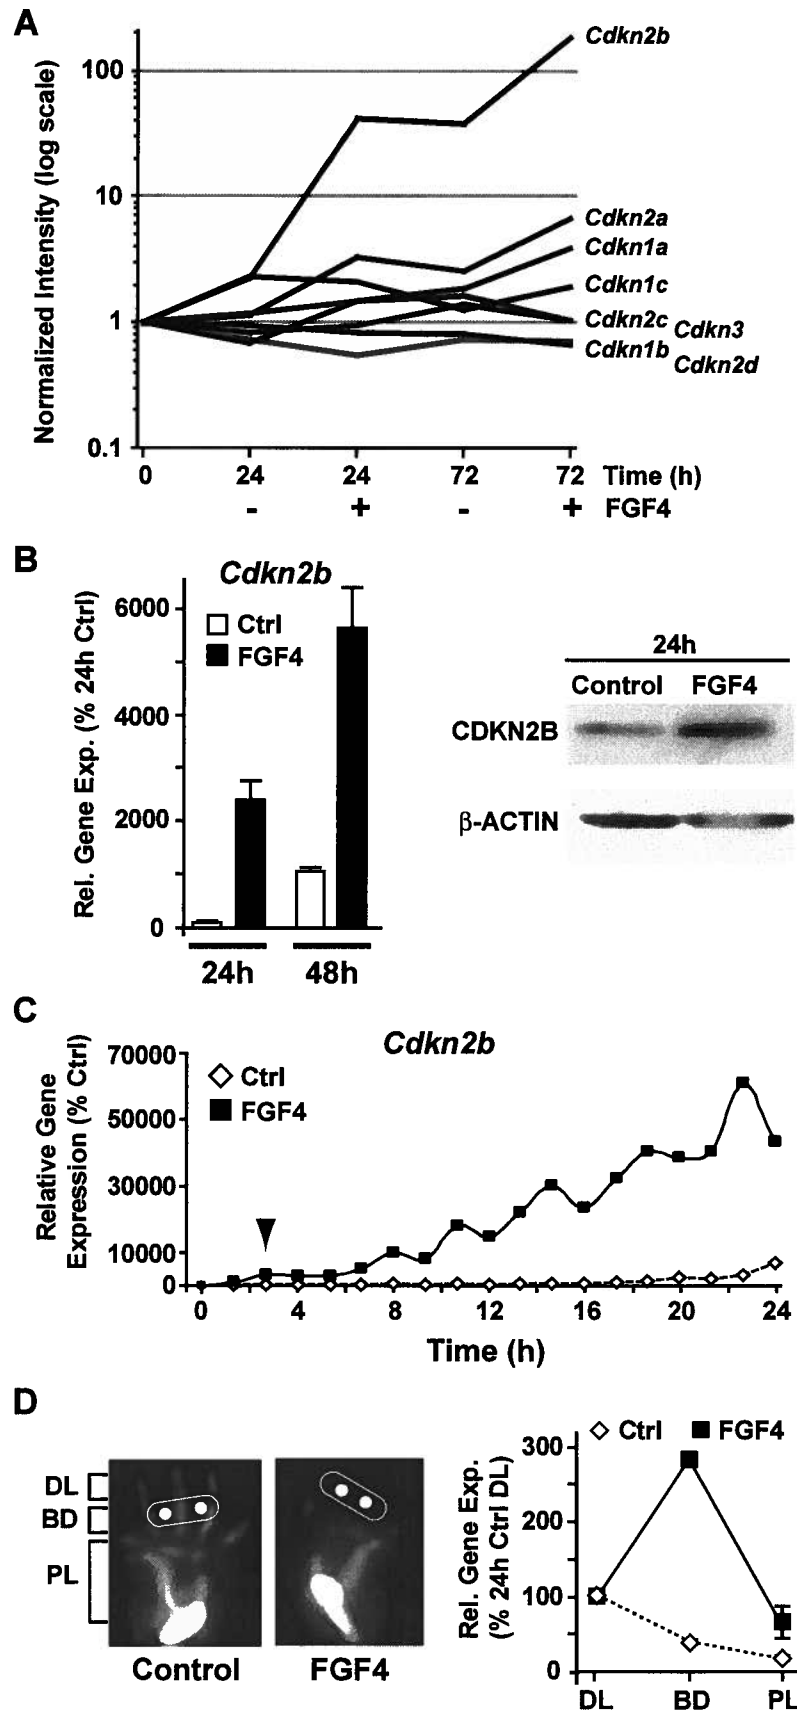 A
Normalized Intensity (log scale)
100
10
1
0.1
Cdkn2b
Cdkn2a
Cdkn1a
Cdkn1c
Cdkn2c Cdkn3
Cdkn1b Cdkn2d
0 24 24 72 72 Time (h)
- + - + FGF4
B
Cdkn2b
Rel. Gene Exp. (% 24h Ctrl)
6000
4000
2000
0
Ctrl
FGF4
24h 48h
24h
Control FGF4
CDKN2B
β-ACTIN
C
Cdkn2b
Relative Gene
Expression (% Ctrl)
70000
50000
30000
10000
0
Ctrl
FGF4
0 4 8 12 16 20 24
Time (h)
D
DL
BD
PL
Control FGF4
Rel. Gene Exp.
(% 24h Ctrl DL)
300
200
100
0
Ctrl FGF4
DL BD PL